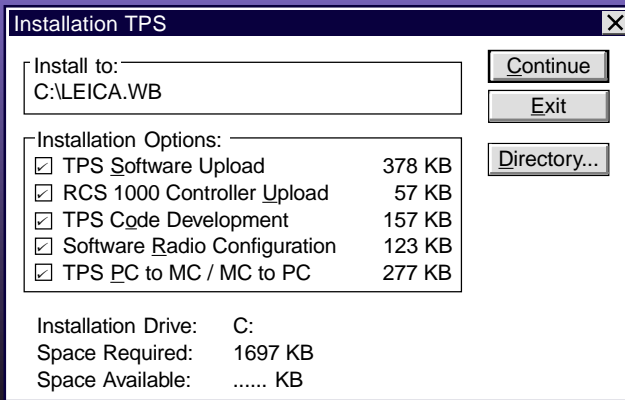 Installation TPS
Install to:
C:\LEICA.WB
Continue
Exit
Directory...
Installation Options:
TPS Software Upload 378 KB
RCS 1000 Controller Upload 57 KB
TPS Code Development 157 KB
Software Radio Configuration 123 KB
TPS PC to MC / MC to PC 277 KB
Installation Drive: C:
Space Required: 1697 KB
Space Available: ...... KB